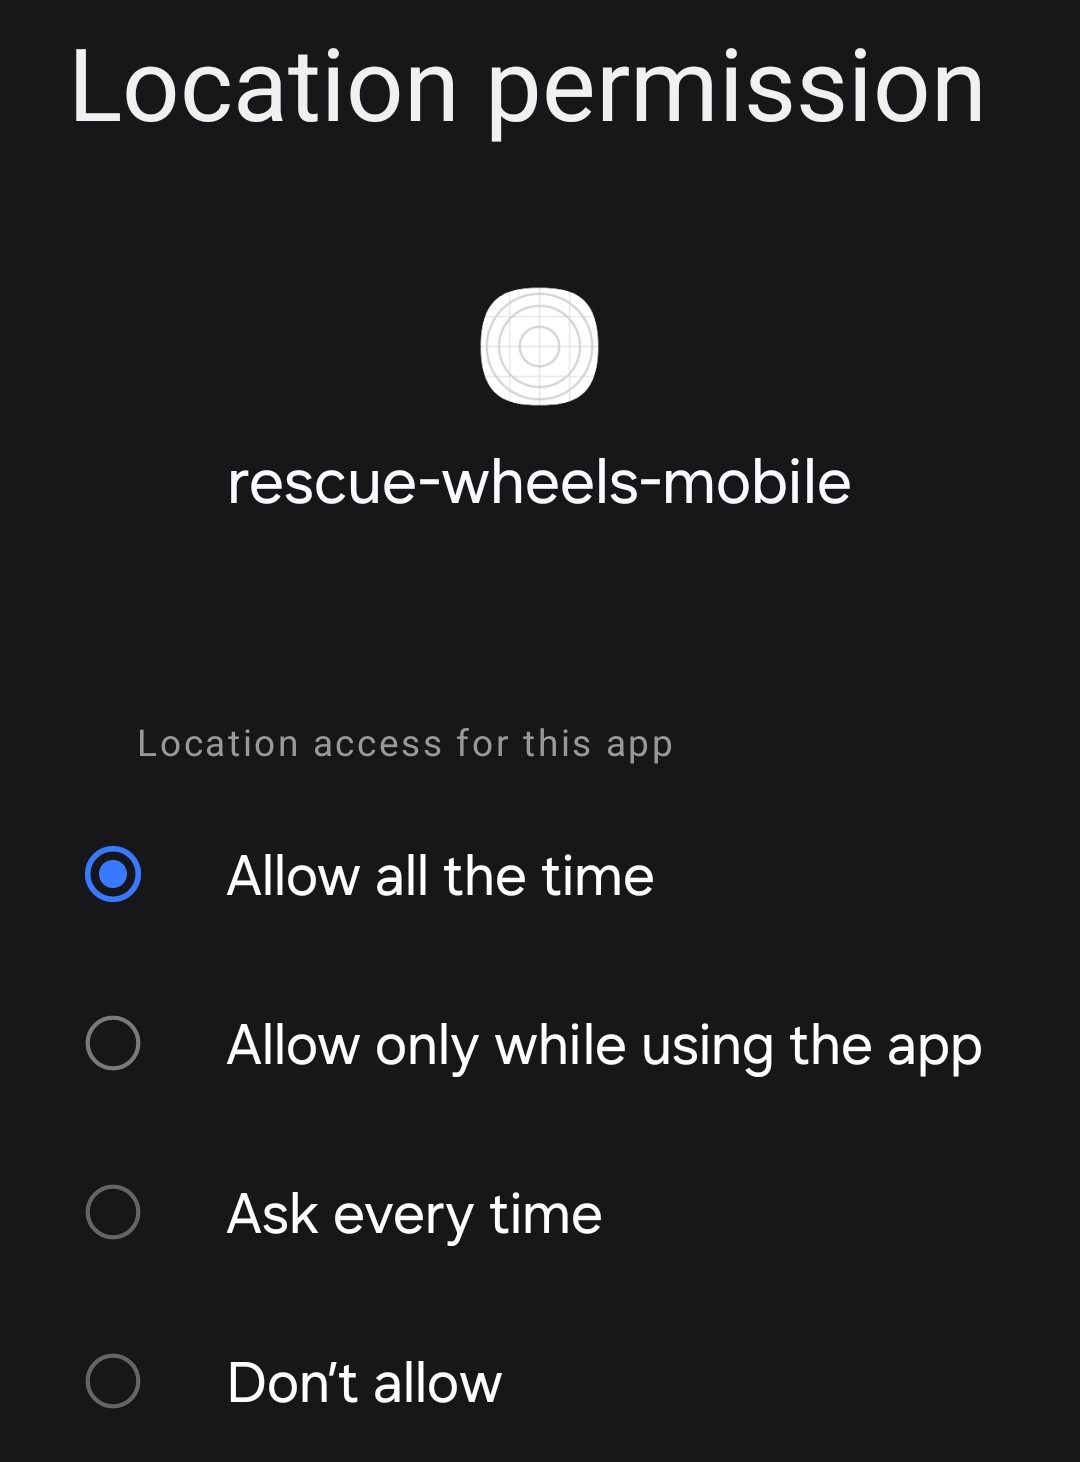 Location permission
rescue-wheels-mobile
Location access for this app
Allow all the time
Allow only while using the app
Ask every time
Don’t allow